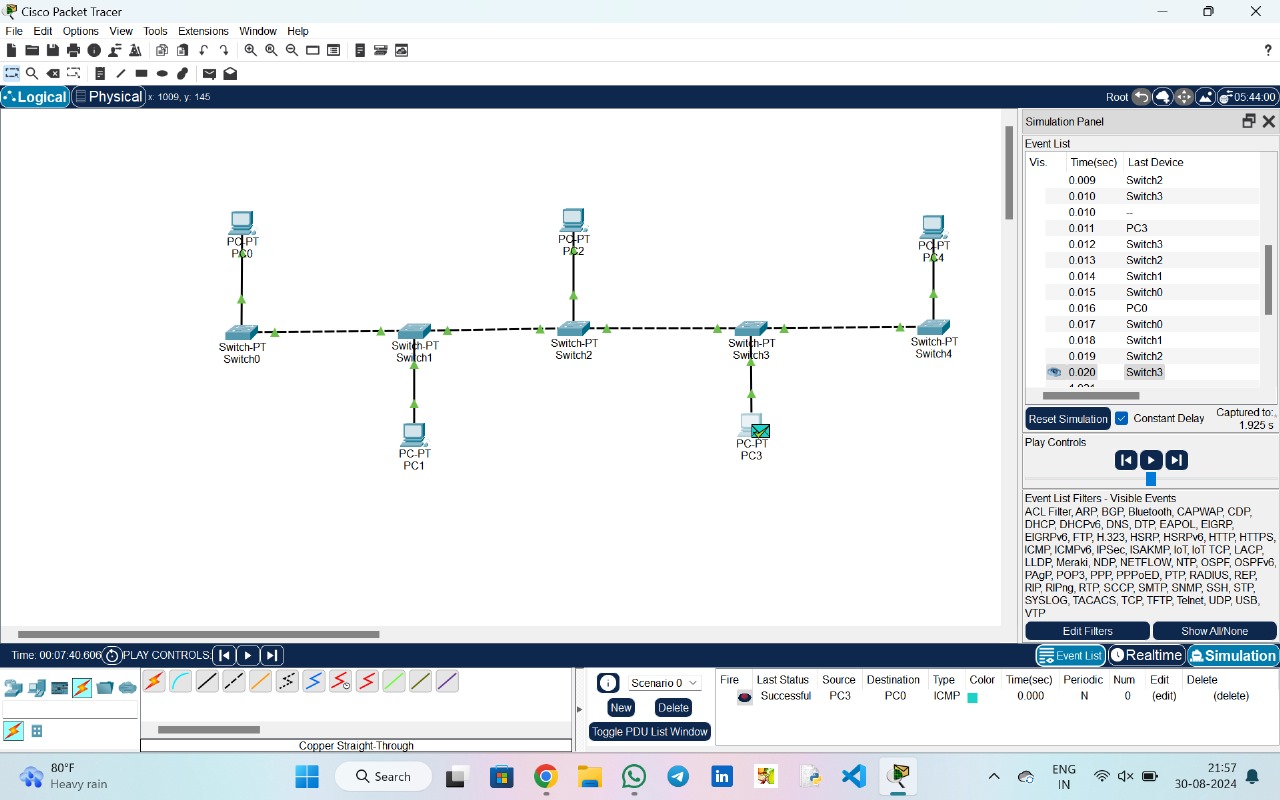 Cisco Packet Tracer
File Edit Options View Tools Extensions Window Help
?
Logical Physical x: 1009, y: 145 Root 05:44:00
Simulation Panel
Event List
Vis. Time(sec) Last Device
0.009 Switch2
0.010 Switch3
0.010 --
0.011 PC3
0.012 Switch3
0.013 Switch2
0.014 Switch1
0.015 Switch0
0.016 PC0
0.017 Switch0
0.018 Switch1
0.019 Switch2
0.020 Switch3
Reset Simulation Constant Delay Captured to:
1.925 s
Play Controls
Event List Filters - Visible Events
ACL Filter, ARP, BGP, Bluetooth, CAPWAP, CDP,
DHCP, DHCPv6, DNS, DTP, EAPOL, EIGRP,
EIGRPv6, FTP, H.323, HSRP, HSRPv6, HTTP, HTTPS,
ICMP, ICMPv6, IPSec, ISAKMP, IoT, IoT TCP, LACP,
LLDP, Meraki, NDP, NETFLOW, NTP, OSPF, OSPFv6,
PAgP, POP3, PPP, PPPoED, PTP, RADIUS, REP,
RIP, RIPng, RTP, SCCP, SMTP, SNMP, SSH, STP,
SYSLOG, TACACS, TCP, TFTP, Telnet, UDP, USB,
VTP
Edit Filters Show All/None
PC-PT
PC0
PC-PT
PC2
PC-PT
PC4
Switch-PT
Switch0
Switch-PT
Switch1
Switch-PT
Switch2
Switch-PT
Switch3
Switch-PT
Switch4
PC-PT
PC1
PC-PT
PC3
Time: 00:07:40.606 PLAY CONTROLS: Event List Realtime Simulation
Scenario 0
New Delete
Toggle PDU List Window
Fire Last Status Source Destination Type Color Time(sec) Periodic Num Edit Delete
Successful PC3 PC0 ICMP 0.000 N 0 (edit) (delete)
Copper Straight-Through
80°F
Heavy rain
Search
ENG
IN
21:57
30-08-2024